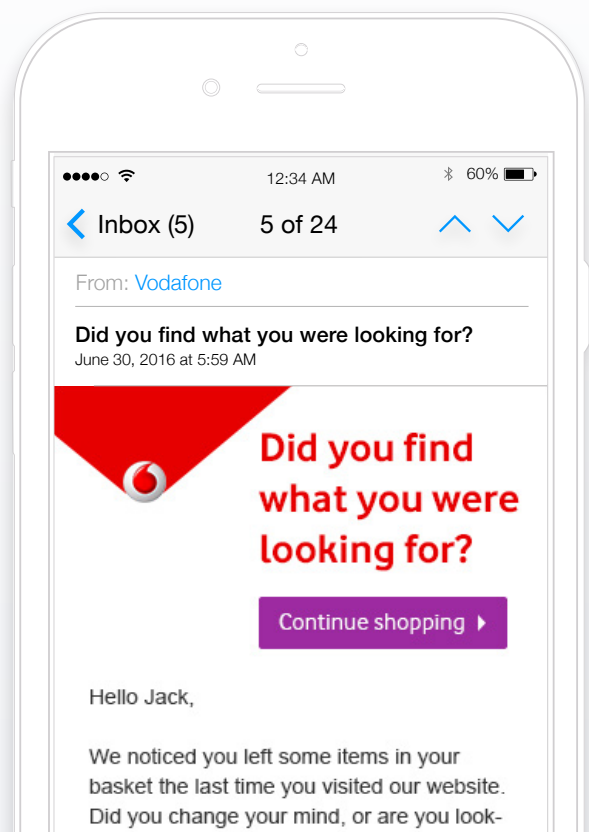 12:34 AM
60%
Inbox (5)
5 of 24
From: Vodafone
Did you find what you were looking for?
June 30, 2016 at 5:59 AM
Did you find
what you were
looking for?
Continue shopping
Hello Jack,
We noticed you left some items in your
basket the last time you visited our website.
Did you change your mind, or are you look-